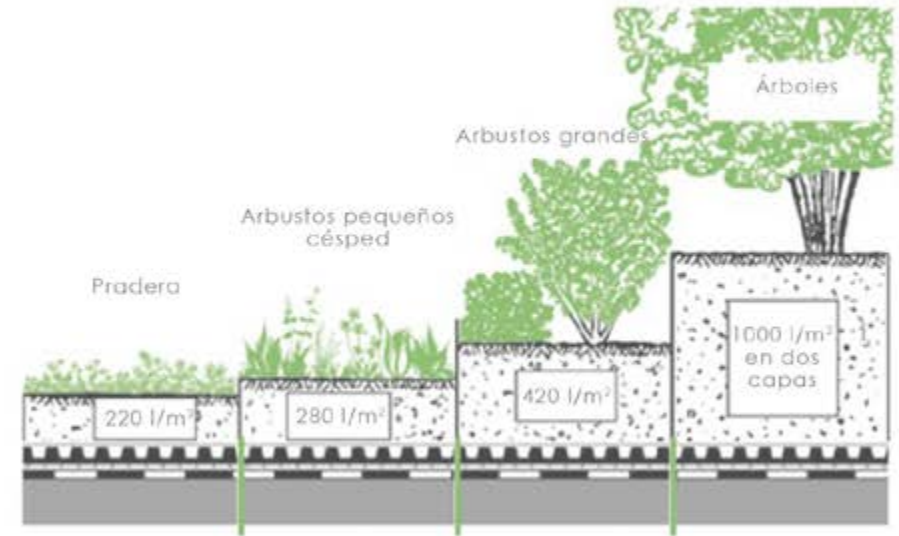 Pradera
220 l/m²
Arbustos pequeños
césped
280 l/m²
Arbustos grandes
420 l/m²
Árboles
1000 l/m²
en dos
capas